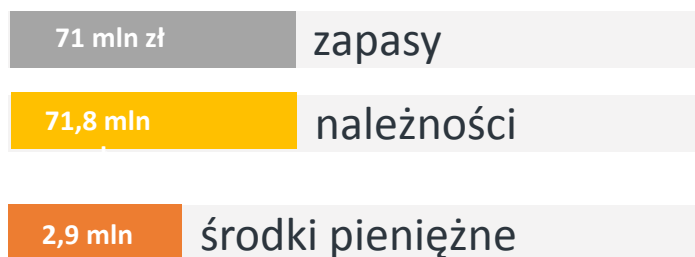 71 mln zł zapasy
71,8 mln należności
2,9 mln środki pieniężne